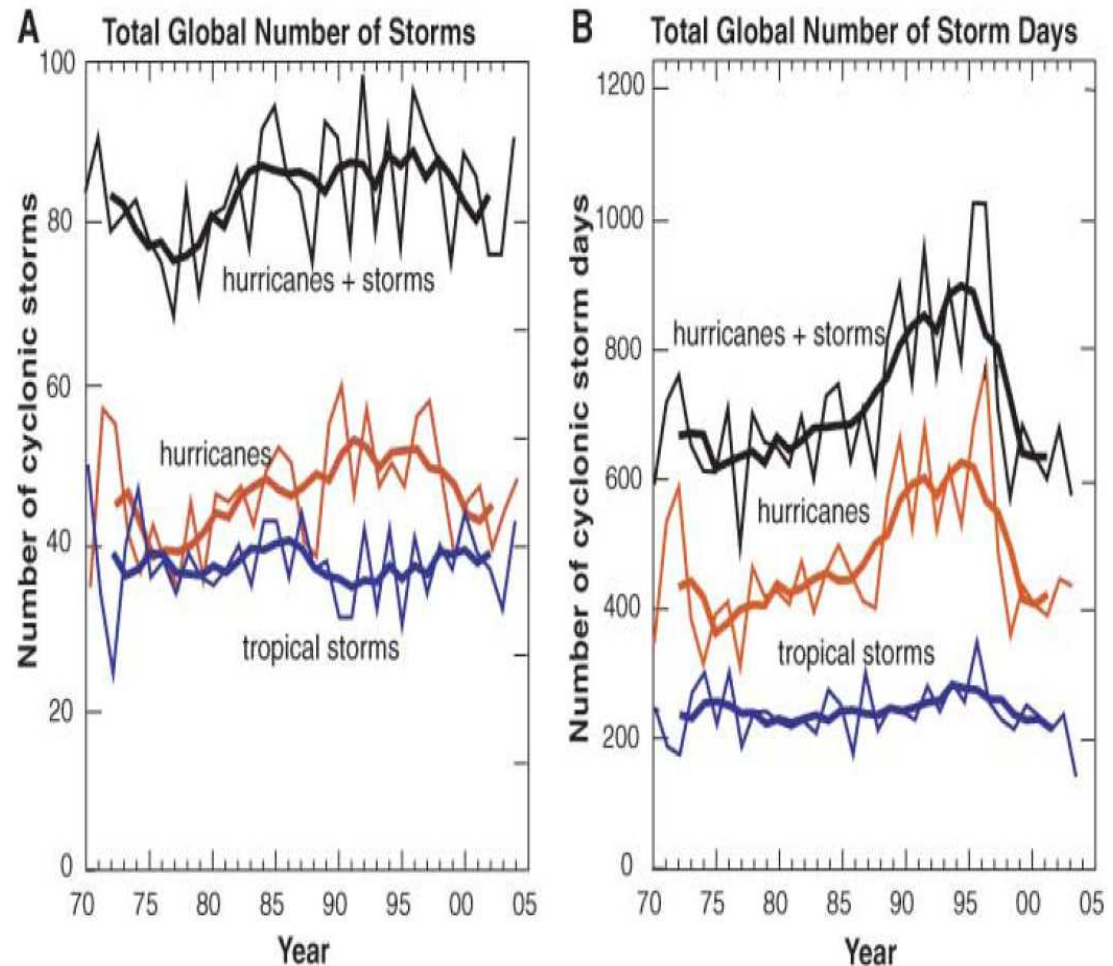 A Total Global Number of Storms
Number of cyclonic storms
100
80
60
40
20
0
hurricanes + storms
hurricanes
tropical storms
70 75 80 85 90 95 00 05
Year
B Total Global Number of Storm Days
Number of cyclonic storm days
1200
1000
800
600
400
200
0
hurricanes + storms
hurricanes
tropical storms
70 75 80 85 90 95 00 05
Year